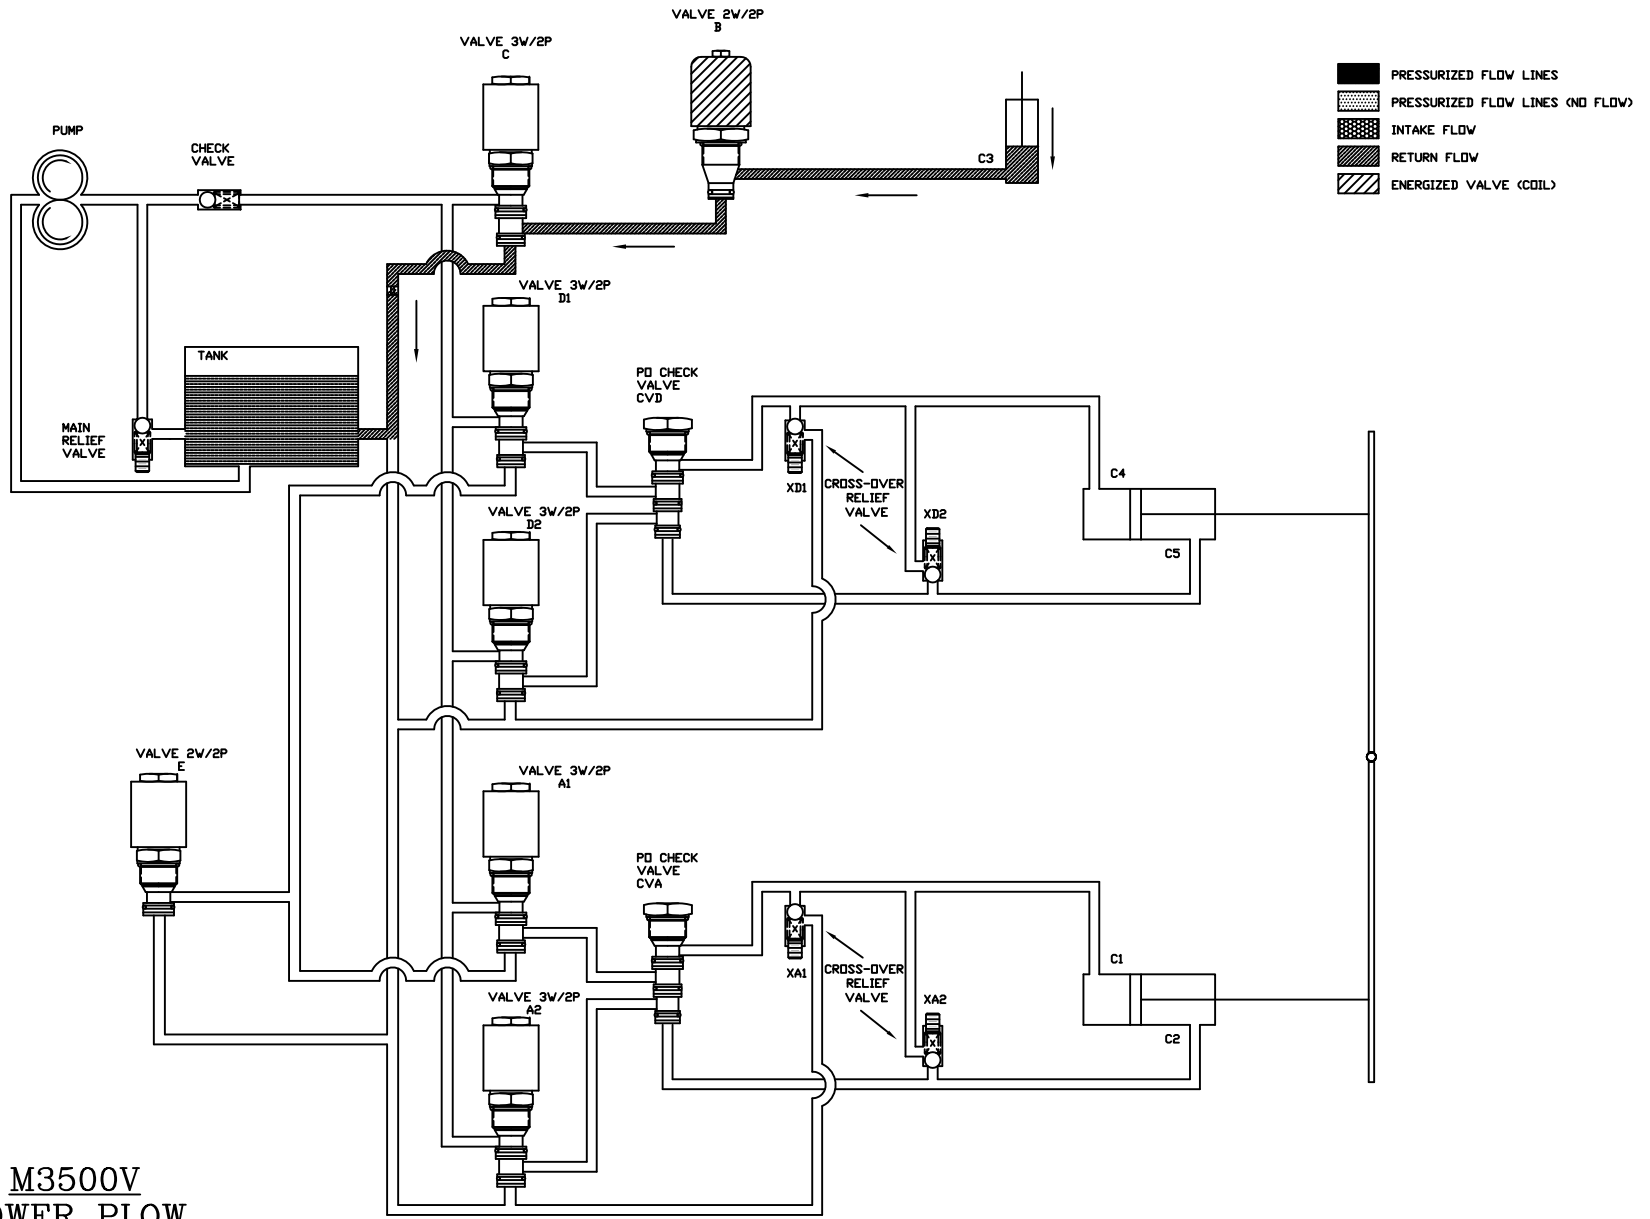 VALVE 2W/2P
B
VALVE 3W/2P
C
PRESSURIZED FLOW LINES
PRESSURIZED FLOW LINES (NO FLOW)
INTAKE FLOW
RETURN FLOW
ENERGIZED VALVE (COIL)
PUMP
CHECK
VALVE
C3
VALVE 3W/2P
D1
TANK
MAIN
RELIEF
VALVE
PO CHECK
VALVE
CVD
XD1
CROSS-OVER
RELIEF
VALVE
XD2
C4
C5
VALVE 3W/2P
D2
VALVE 2W/2P
E
VALVE 3W/2P
A1
PO CHECK
VALVE
CVA
XA1
CROSS-OVER
RELIEF
VALVE
XA2
C1
C2
VALVE 3W/2P
A2
M3500V
OWER PLOW